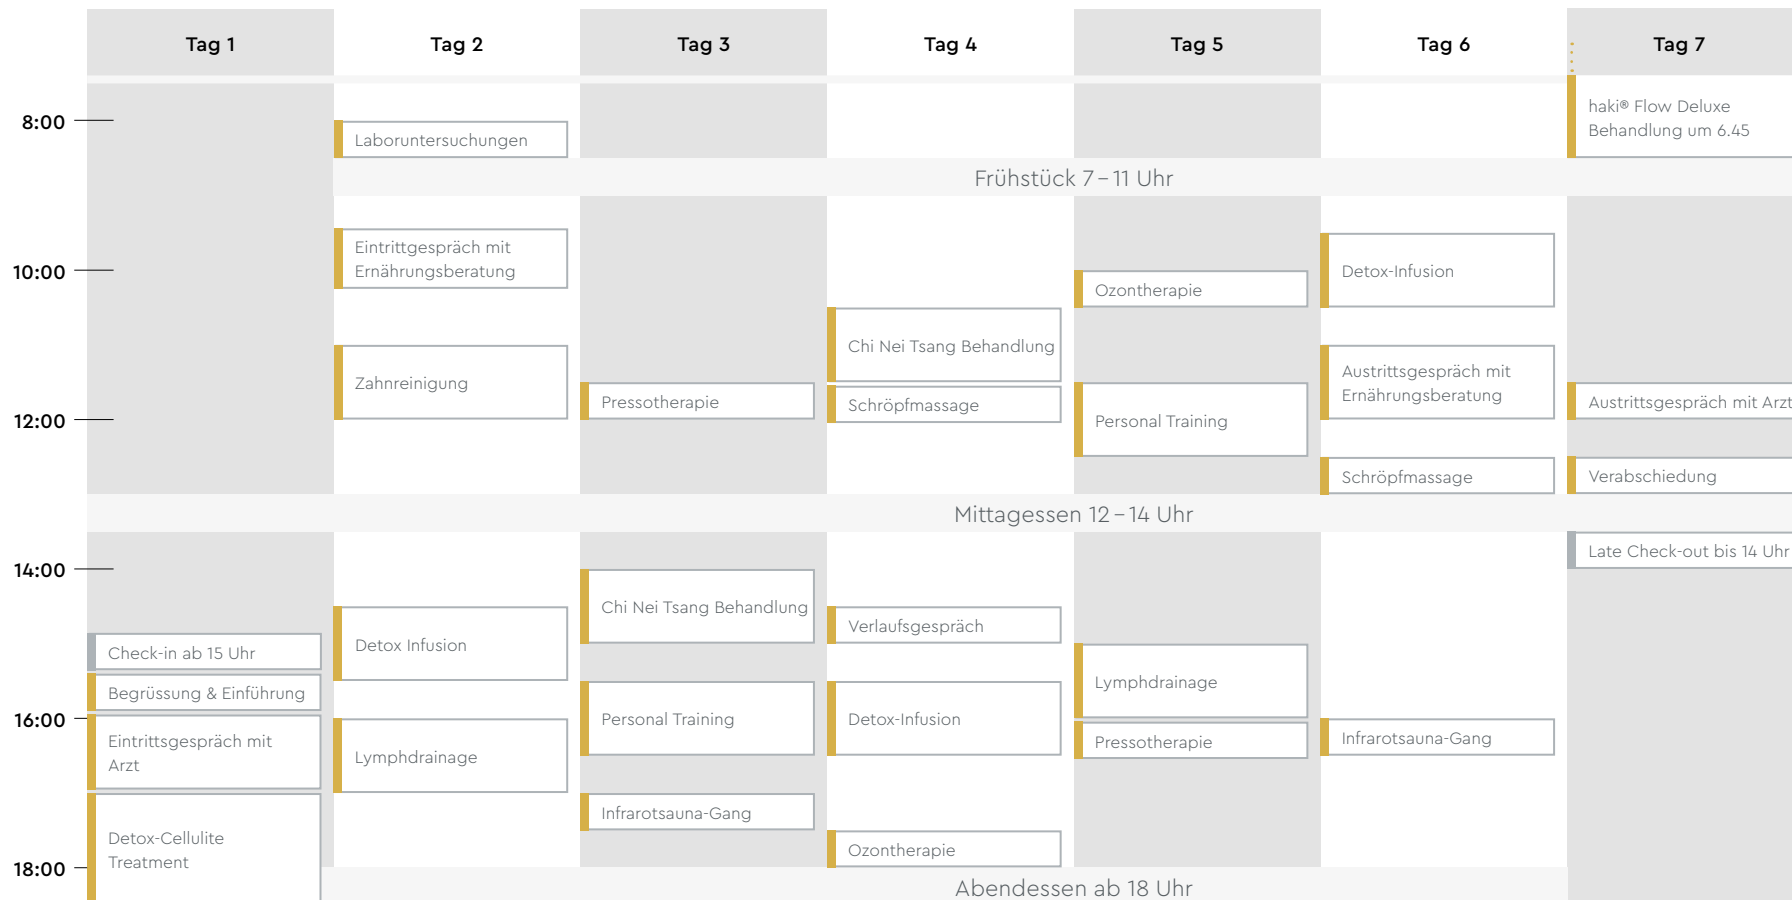 Tag 1
Tag 2
Tag 3
Tag 4
Tag 5
Tag 6
Tag 7
8:00
Laboruntersuchungen
haki® Flow Deluxe
Behandlung um 6.45
Frühstück 7 – 11 Uhr
Eintrittgespräch mit
Ernährungsberatung
10:00
Ozontherapie
Detox-Infusion
Zahnreinigung
Pressotherapie
Chi Nei Tsang Behandlung
Schröpfmassage
Personal Training
Austrittsgespräch mit
Ernährungsberatung
Austrittsgespräch mit Arzt
12:00
Schröpfmassage
Verabschiedung
Mittagessen 12 – 14 Uhr
Late Check-out bis 14 Uhr
14:00
Check-in ab 15 Uhr
Begrüssung & Einführung
Detox Infusion
Chi Nei Tsang Behandlung
Verlaufsgespräch
Lymphdrainage
16:00
Eintrittsgespräch mit
Arzt
Lymphdrainage
Personal Training
Detox-Infusion
Pressotherapie
Infrarotsauna-Gang
Detox-Cellulite
Treatment
Infrarotsauna-Gang
Ozontherapie
18:00
Abendessen ab 18 Uhr